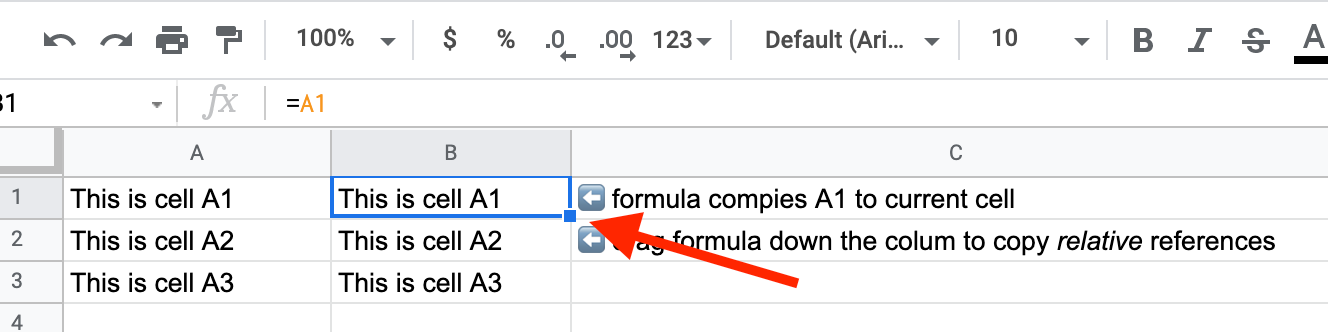 100% $ % .0 .00 123 Default (Ari... 10 B I S A
1 fx =A1
A B C
1 This is cell A1 This is cell A1 ⬅ formula compies A1 to current cell
2 This is cell A2 This is cell A2 ⬅ formula down the colum to copy relative references
3 This is cell A3 This is cell A3
4